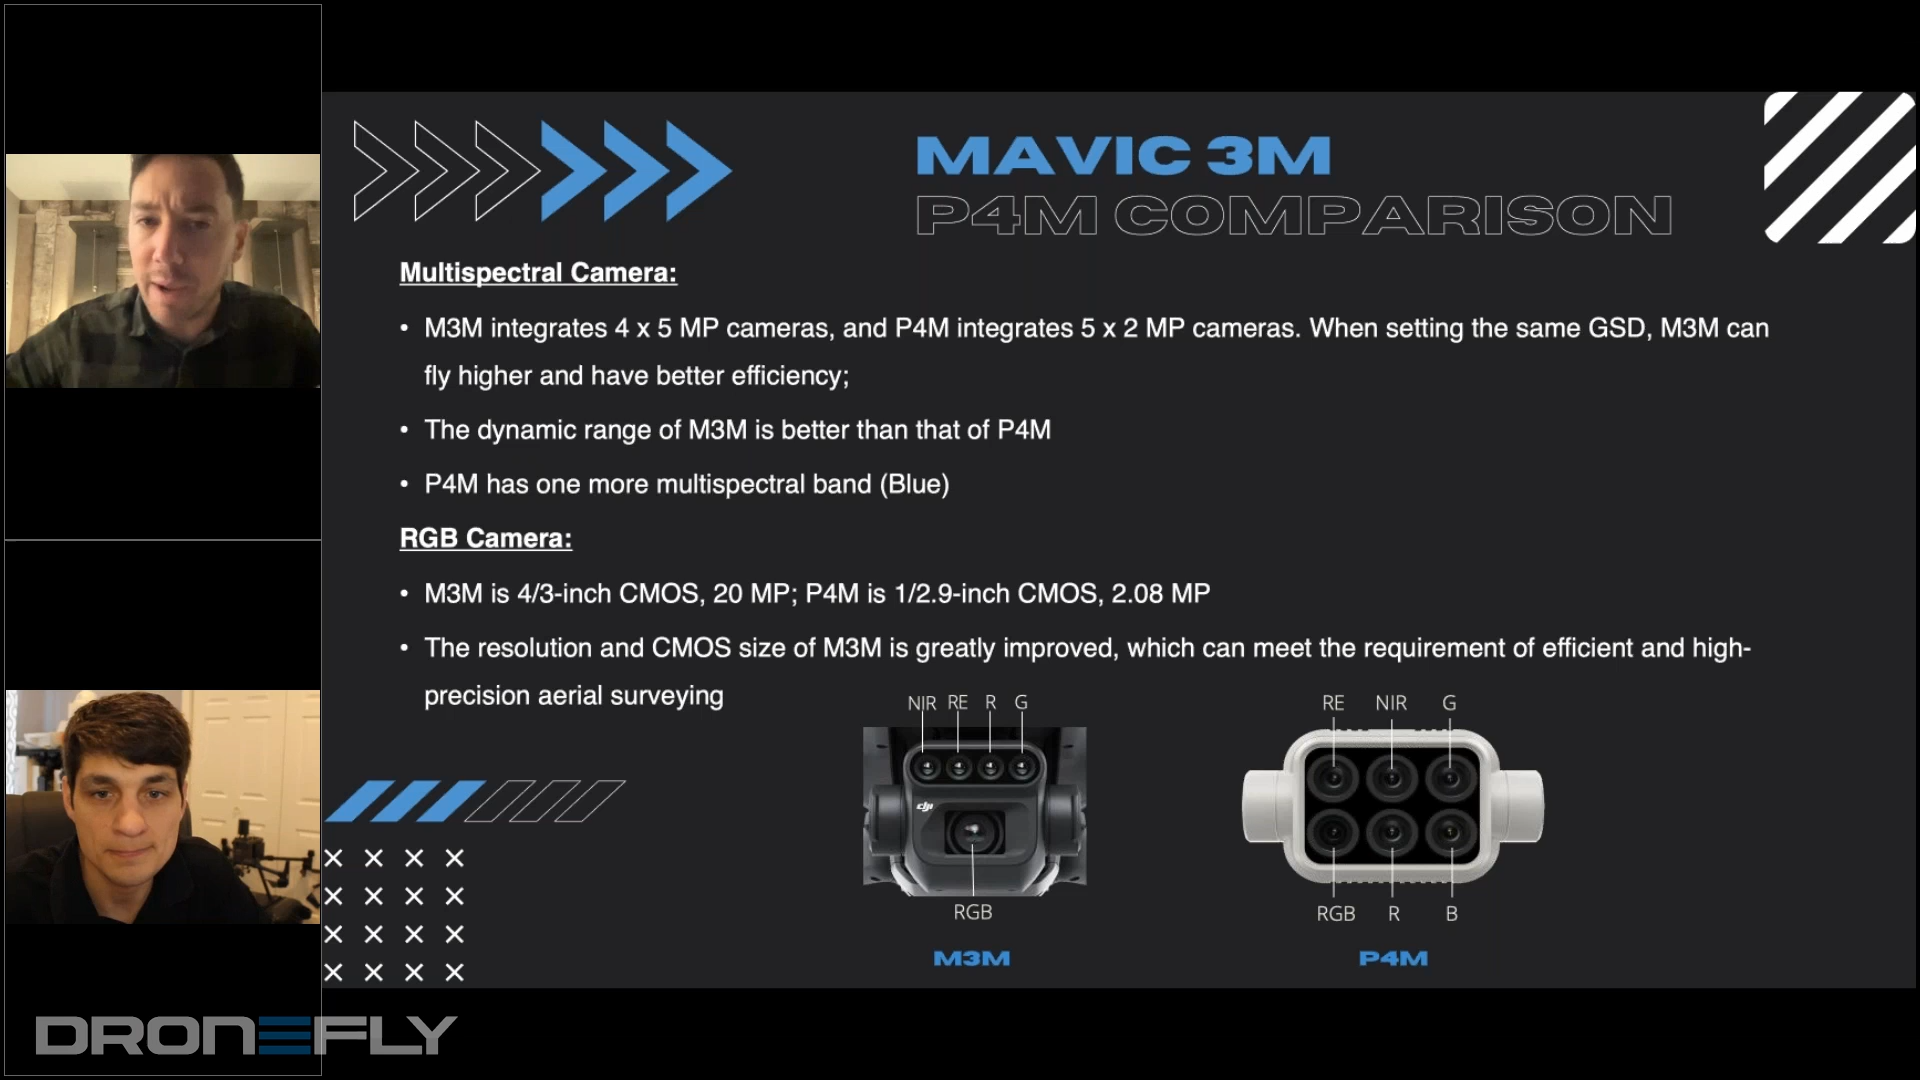 MAVIC 3M
P4M COMPARISON
Multispectral Camera:
• M3M integrates 4 x 5 MP cameras, and P4M integrates 5 x 2 MP cameras. When setting the same GSD, M3M can
fly higher and have better efficiency;
• The dynamic range of M3M is better than that of P4M
• P4M has one more multispectral band (Blue)
RGB Camera:
• M3M is 4/3-inch CMOS, 20 MP; P4M is 1/2.9-inch CMOS, 2.08 MP
• The resolution and CMOS size of M3M is greatly improved, which can meet the requirement of efficient and high-
precision aerial surveying
NIR RE R G
dji
RGB
M3M
RE NIR G
RGB R B
P4M
DRONEFLY